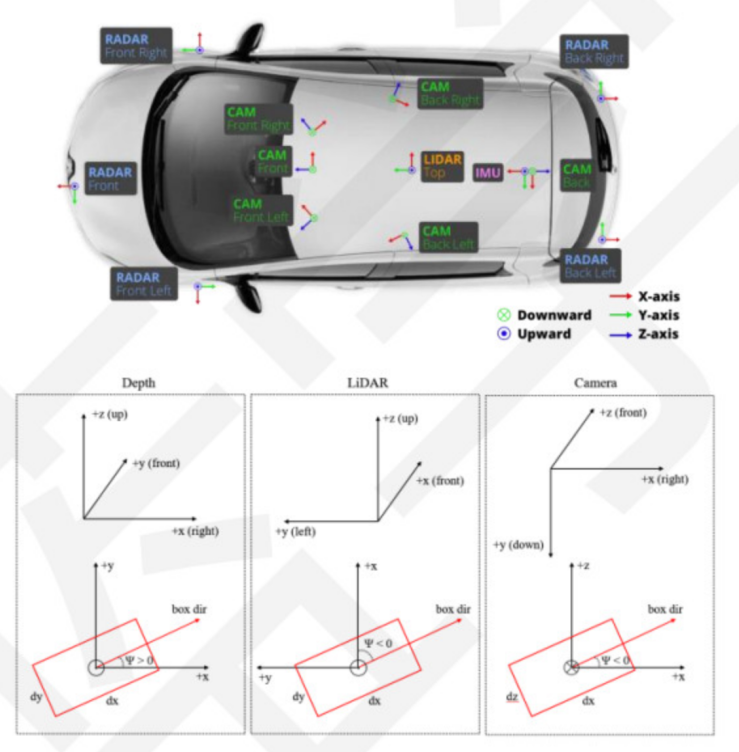 RADAR
Front Right
RADAR
Back Right
CAM
Back Right
CAM
Front Right
CAM
Front
LIDAR
Top
IMU
CAM
Back
RADAR
Front
CAM
Front Left
CAM
Back Left
RADAR
Back Left
RADAR
Front Left
X-axis
Downward
Y-axis
Upward
Z-axis
Depth
+z (up)
+y (front)
+x (right)
+y
box dir
Ψ > 0
+x
dy
dx
LiDAR
+z (up)
+x (front)
+y (left)
+x
box dir
Ψ < 0
+y
dy
dx
Camera
+z (front)
+x (right)
+y (down)
+z
box dir
Ψ < 0
+x
dz
dx